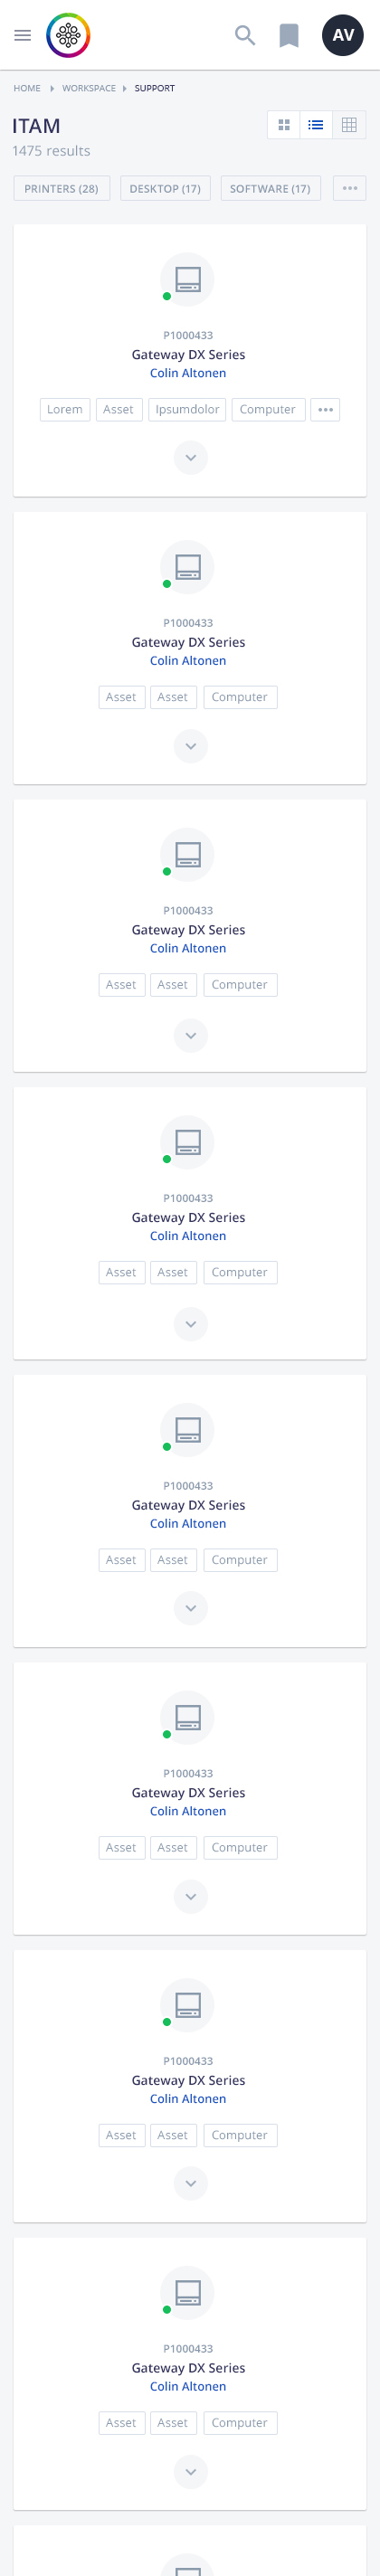 AV
HOME WORKSPACE SUPPORT
ITAM
1475 results
PRINTERS (28) DESKTOP (17) SOFTWARE (17)
P1000433
Gateway DX Series
Colin Altonen
Lorem Asset Ipsumdolor Computer
P1000433
Gateway DX Series
Colin Altonen
Asset Asset Computer
P1000433
Gateway DX Series
Colin Altonen
Asset Asset Computer
P1000433
Gateway DX Series
Colin Altonen
Asset Asset Computer
P1000433
Gateway DX Series
Colin Altonen
Asset Asset Computer
P1000433
Gateway DX Series
Colin Altonen
Asset Asset Computer
P1000433
Gateway DX Series
Colin Altonen
Asset Asset Computer
P1000433
Gateway DX Series
Colin Altonen
Asset Asset Computer